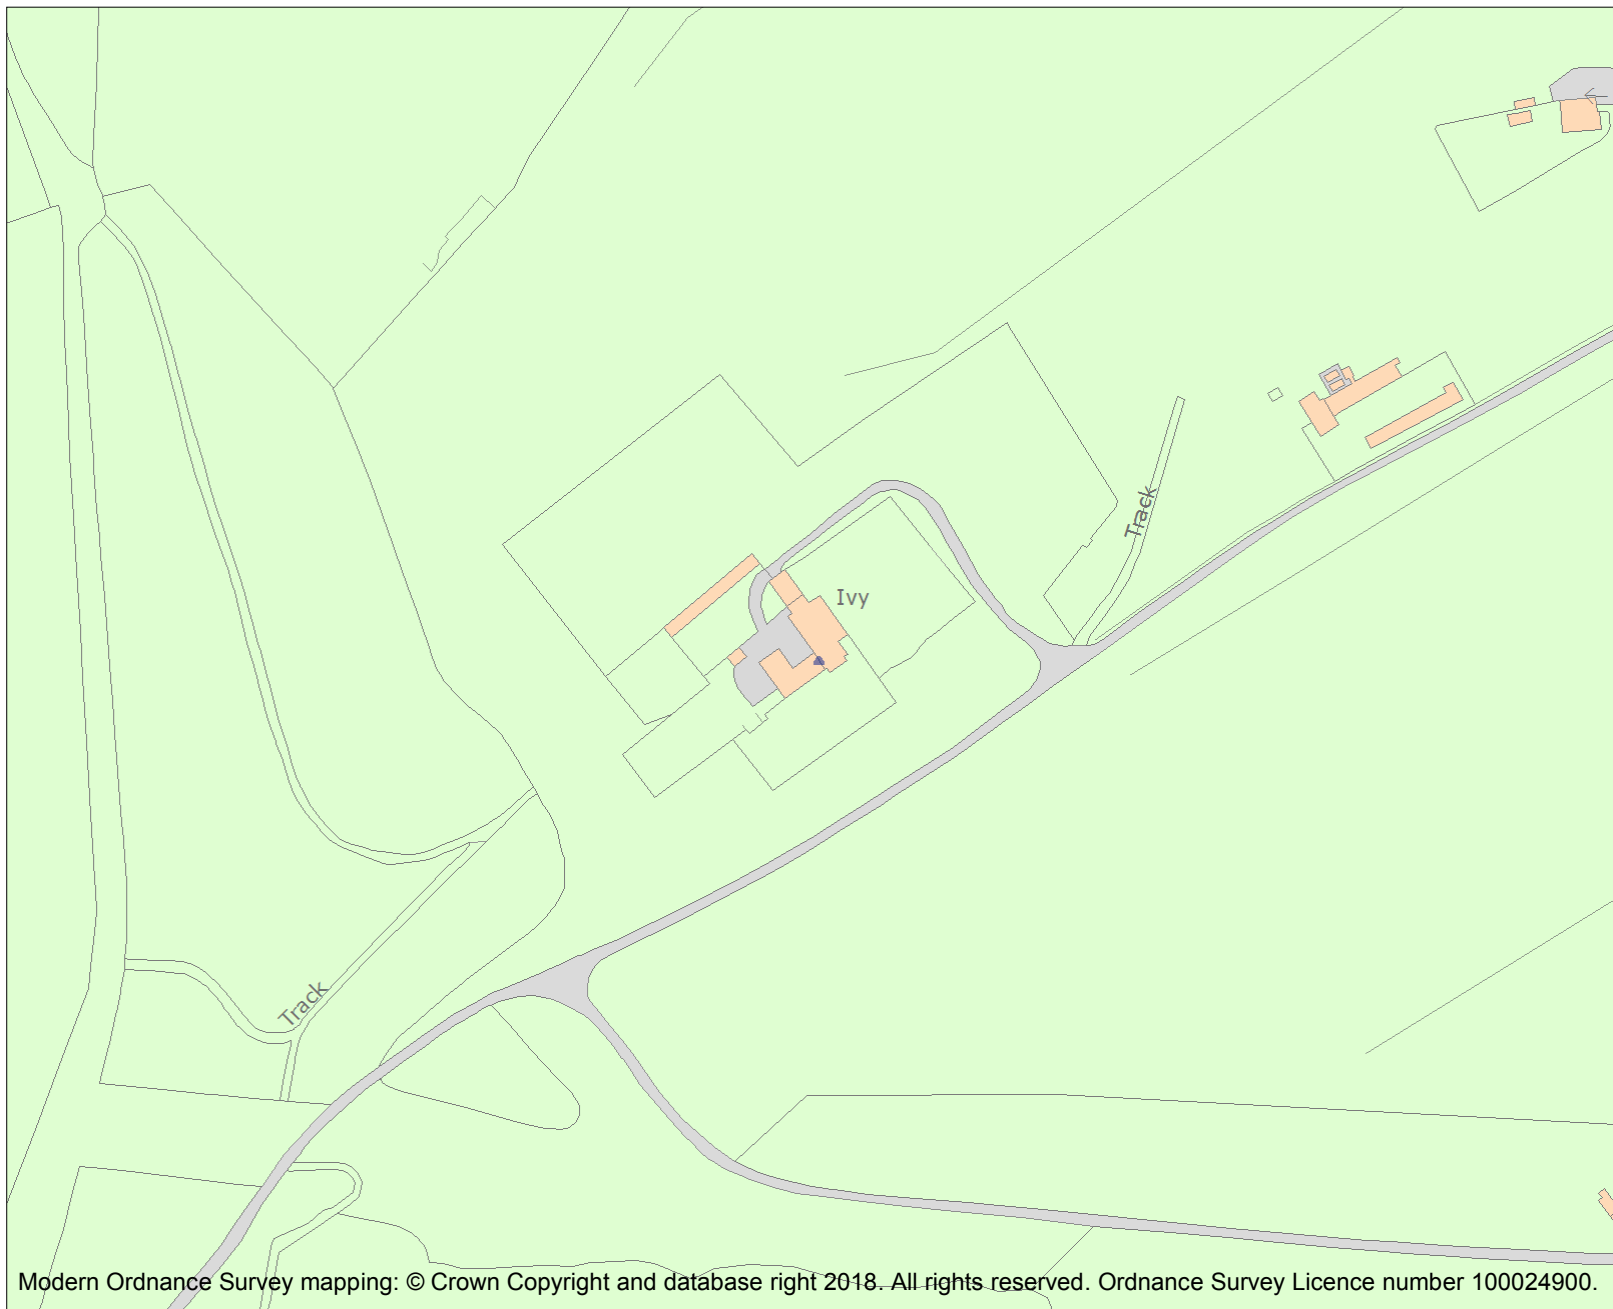 Track
Ivy
Track
Modern Ordnance Survey mapping: © Crown Copyright and database right 2018. All rights reserved. Ordnance Survey Licence number 100024900.